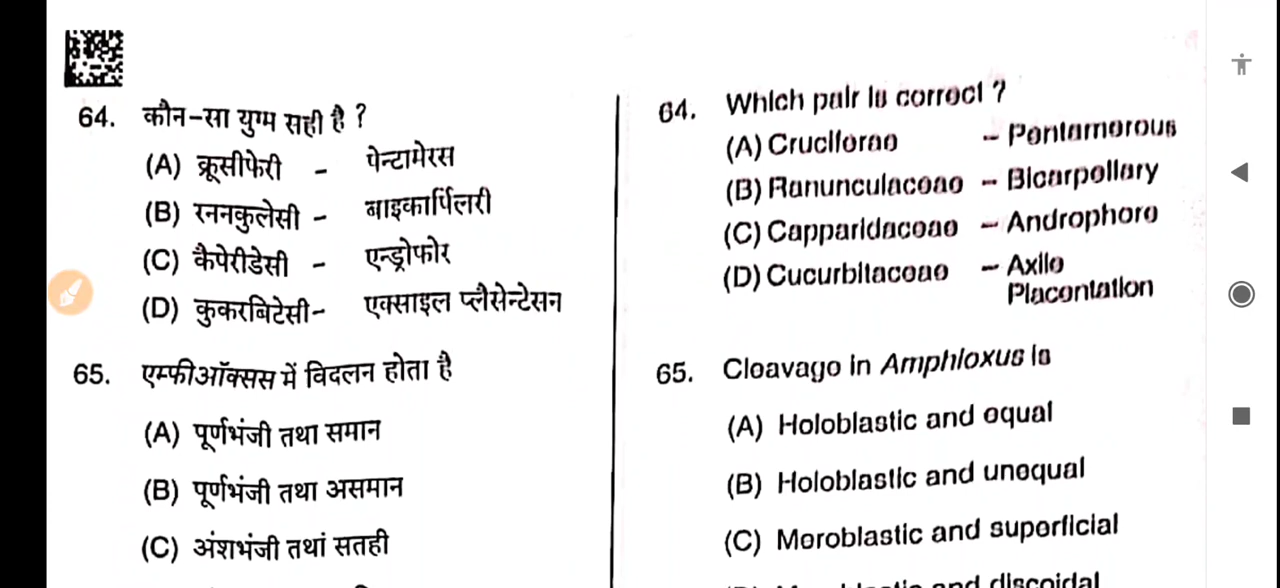 64. कौन-सा युग्म सही है ?
(A) क्रूसीफेरी - पेन्टामेरस
(B) रननकुलेसी - बाइकार्पिलरी
(C) कैपेरीडेसी - एन्ड्रोफोर
(D) कुकरबिटेसी- एक्साइल प्लैसेन्टेसन
65. एम्फीऑक्सस में विदलन होता है
(A) पूर्णभंजी तथा समान
(B) पूर्णभंजी तथा असमान
(C) अंशभंजी तथां सतही
64. Which pair is correct ?
(A) Cruciferae – Pentamerous
(B) Ranunculaceae – Bicarpellary
(C) Capparidaceae – Androphore
(D) Cucurbitaceae – Axile
Placentation
65. Cleavage in Amphioxus is
(A) Holoblastic and equal
(B) Holoblastic and unequal
(C) Meroblastic and superficial
and discoidal